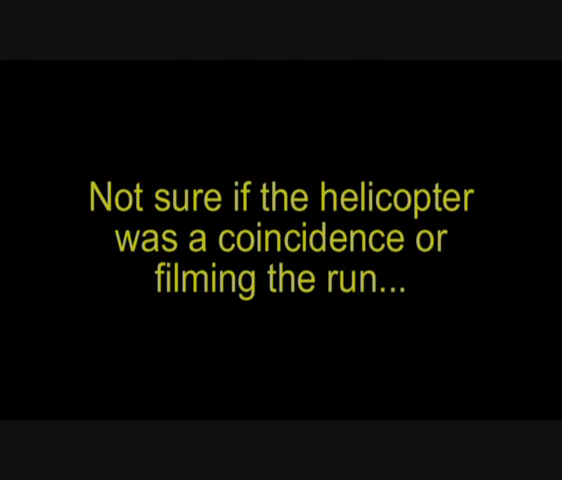 Not sure if the helicopter
was a coincidence or
filming the run...